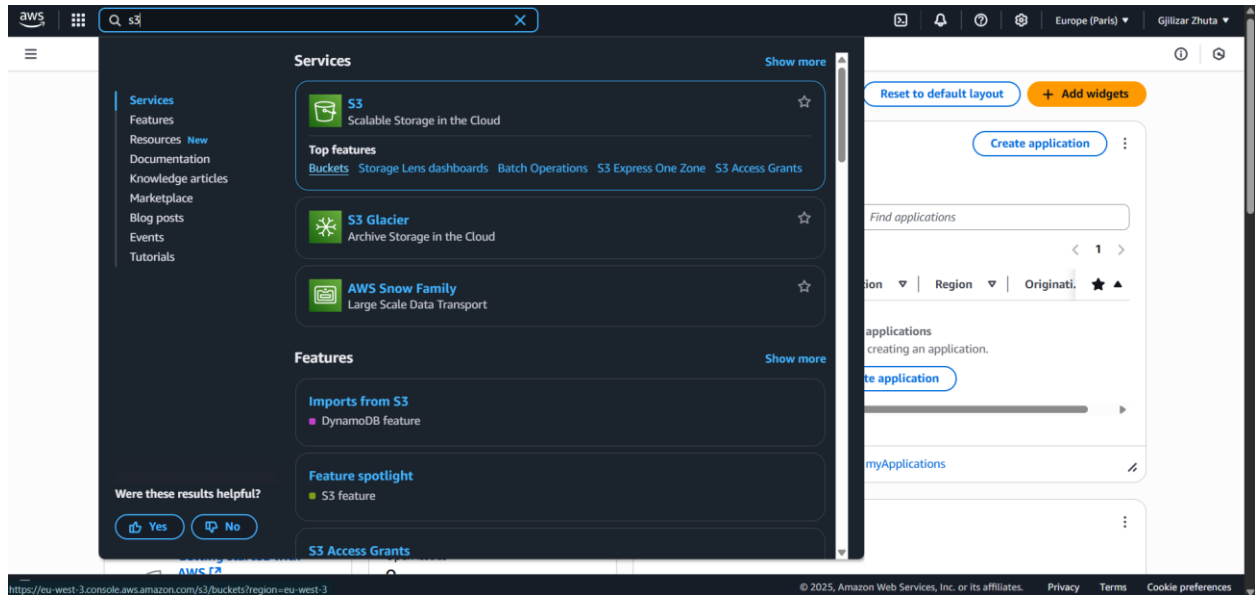 aws
s3
Europe (Paris)
Gjilizar Zhuta
Services
Show more
Services
Features
Resources New
Documentation
Knowledge articles
Marketplace
Blog posts
Events
Tutorials
S3
Scalable Storage in the Cloud
Top features
Buckets Storage Lens dashboards Batch Operations S3 Express One Zone S3 Access Grants
S3 Glacier
Archive Storage in the Cloud
AWS Snow Family
Large Scale Data Transport
Features
Show more
Imports from S3
DynamoDB feature
Feature spotlight
S3 feature
S3 Access Grants
Were these results helpful?
Yes No
Reset to default layout + Add widgets
Create application
Find applications
1
ion Region Originati.
applications
creating an application.
te application
myApplications
AWS
https://eu-west-3.console.aws.amazon.com/s3/buckets?region=eu-west-3
© 2025, Amazon Web Services, Inc. or its affiliates. Privacy Terms Cookie preferences